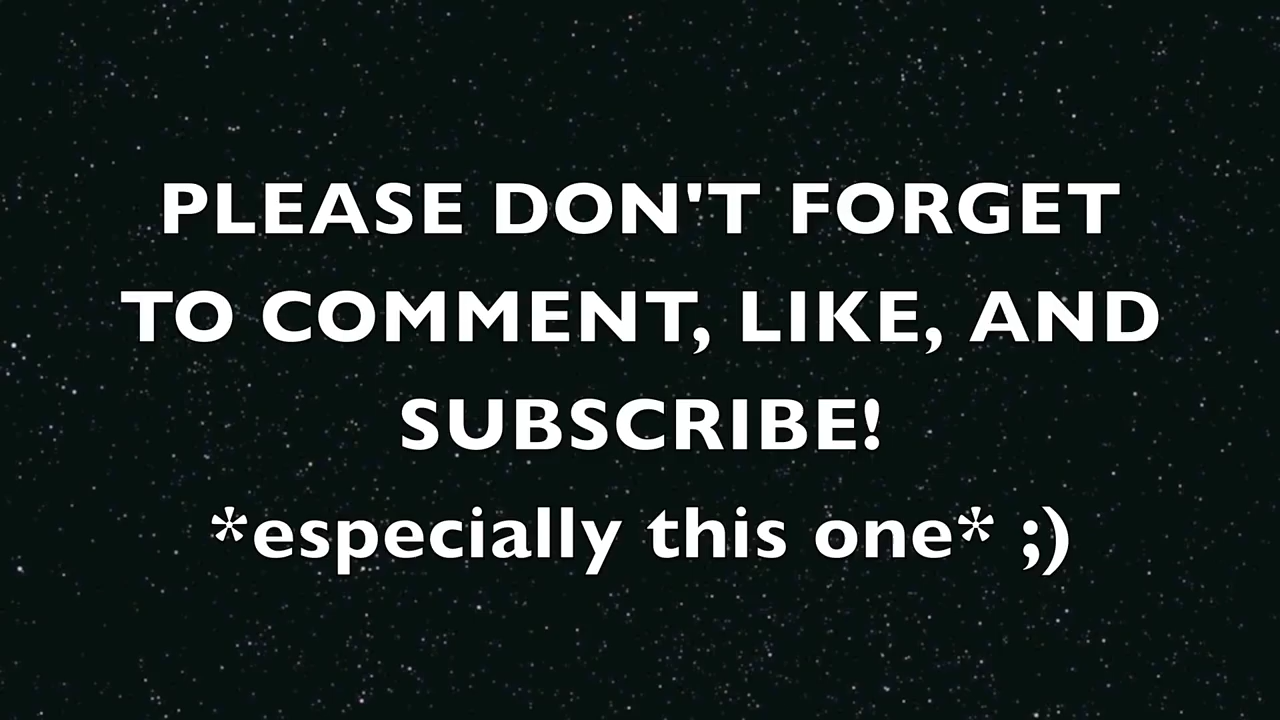 PLEASE DON'T FORGET
TO COMMENT, LIKE, AND
SUBSCRIBE!
*especially this one* ;)